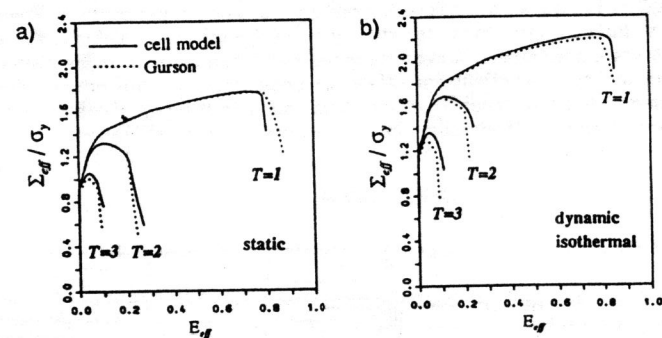 a)
Σeff / σy
2.4
2.0
1.6
1.2
0.8
0.4
0.0
cell model
Gurson
T=1
T=3
T=2
static
0.0
0.2
0.4
0.6
0.8
1.0
Eeff
b)
Σeff / σy
2.4
2.0
1.6
1.2
0.8
0.4
0.0
T=1
T=2
T=3
dynamic
isothermal
0.0
0.2
0.4
0.6
0.8
1.0
Eeff